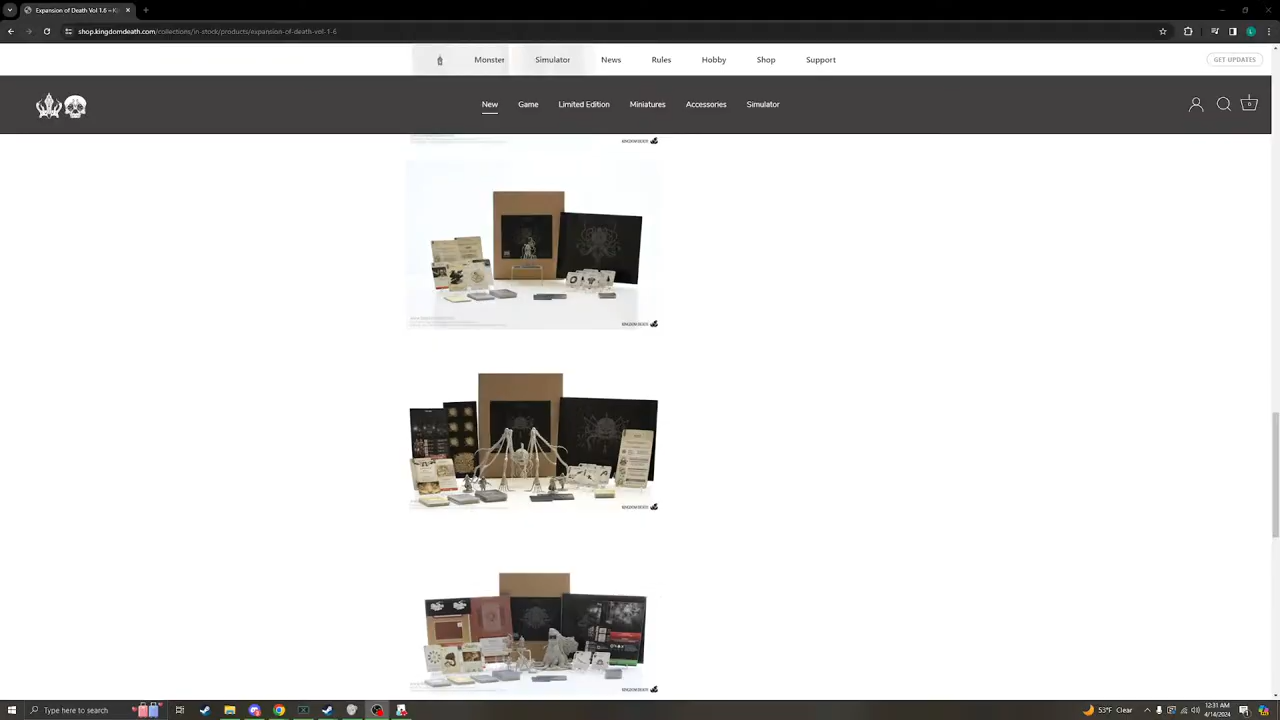 Expansion of Death Vol 1.6 – Ki
shop.kingdomdeath.com/collections/in-stock/products/expansion-of-death-vol-1-6
Monster Simulator News Rules Hobby Shop Support
GET UPDATES
New Game Limited Edition Miniatures Accessories Simulator
0
KINGDOM DEATH
KINGDOM DEATH
KINGDOM DEATH
KINGDOM DEATH
Type here to search
53°F Clear
12:31 AM
4/14/2024